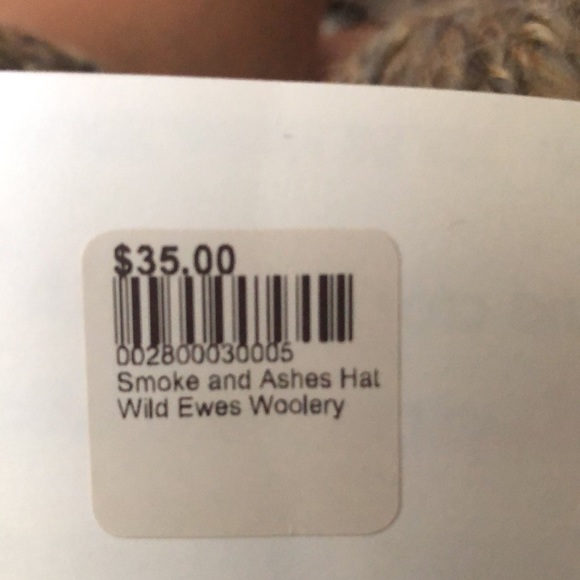 $35.00
002800030005
Smoke and Ashes Hat
Wild Ewes Woolery